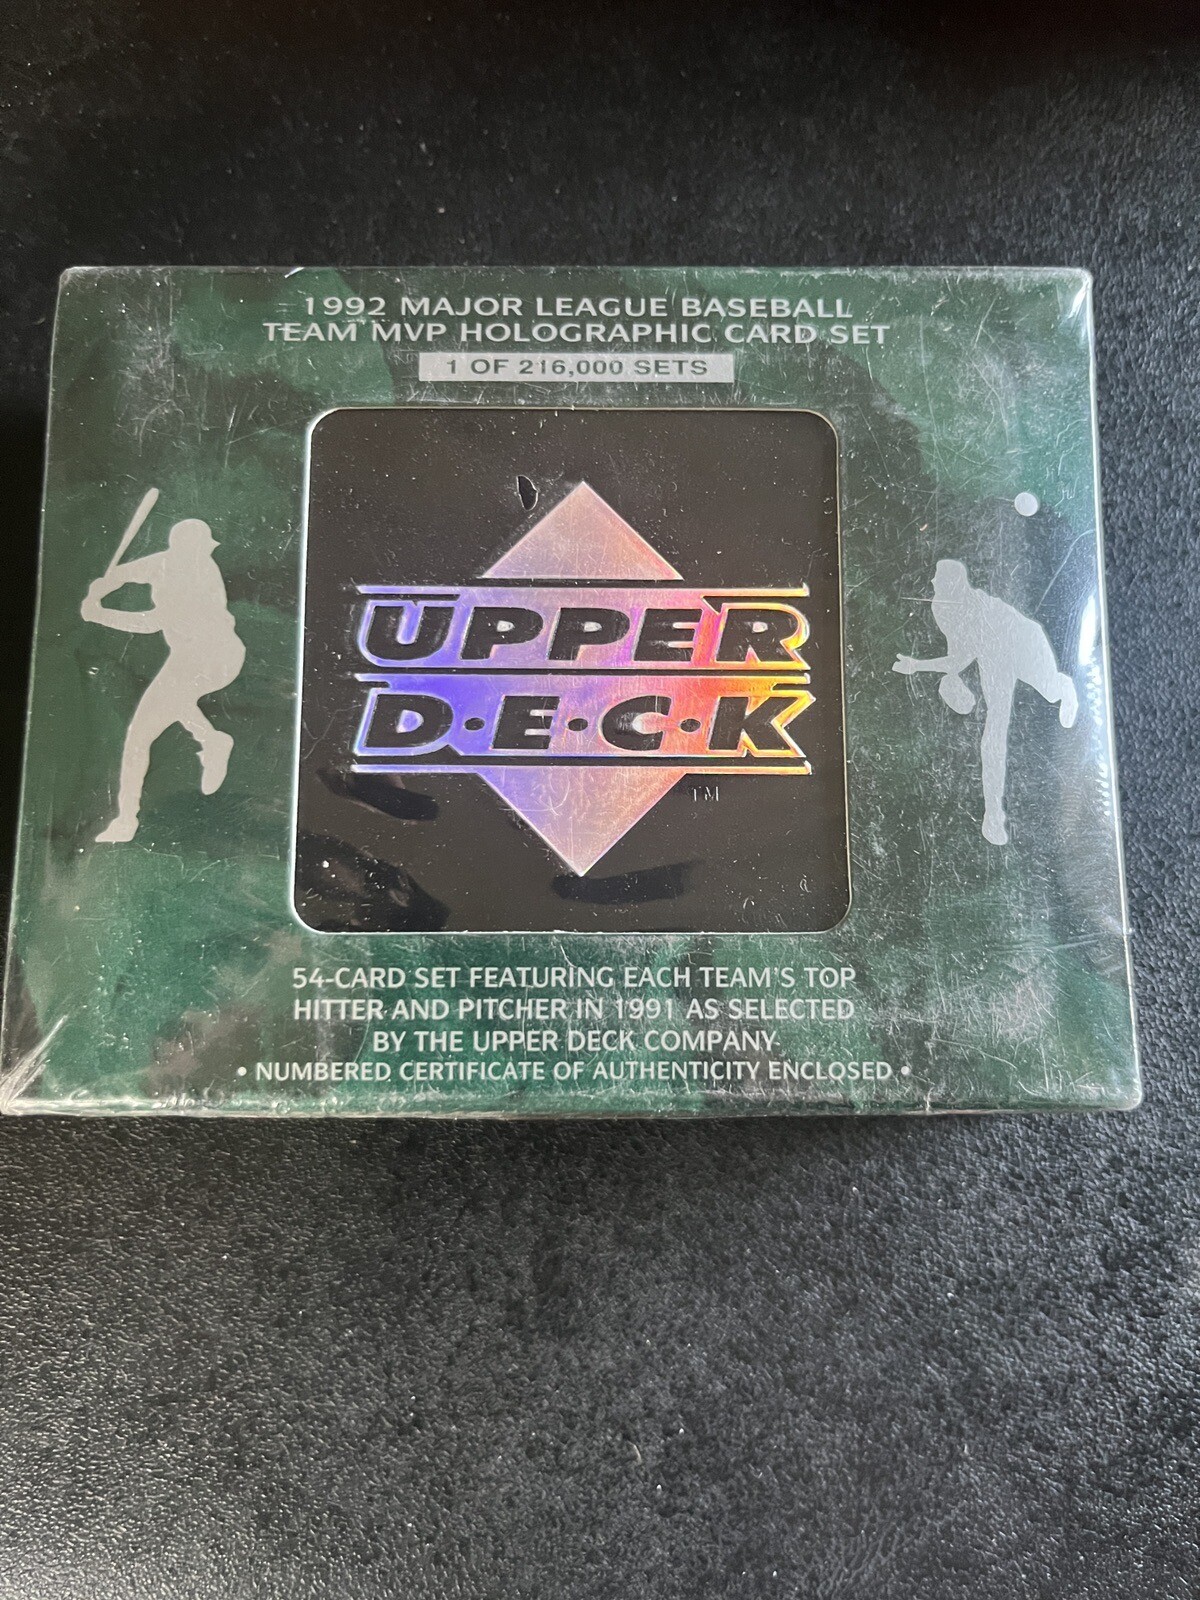 1992 MAJOR LEAGUE BASEBALL
TEAM MVP HOLOGRAPHIC CARD SET
1 OF 216,000 SETS
UPPER
D·E·C·K
TM
54-CARD SET FEATURING EACH TEAM'S TOP
HITTER AND PITCHER IN 1991 AS SELECTED
BY THE UPPER DECK COMPANY
• NUMBERED CERTIFICATE OF AUTHENTICITY ENCLOSED •